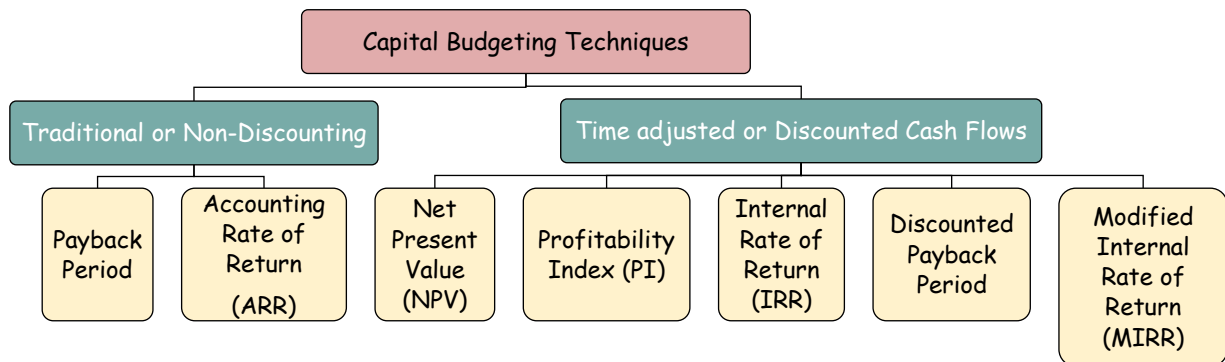 Capital Budgeting Techniques
Traditional or Non-Discounting
Time adjusted or Discounted Cash Flows
Payback
Period
Accounting
Rate of
Return
(ARR)
Net
Present
Value
(NPV)
Profitability
Index (PI)
Internal
Rate of
Return
(IRR)
Discounted
Payback
Period
Modified
Internal
Rate of
Return
(MIRR)